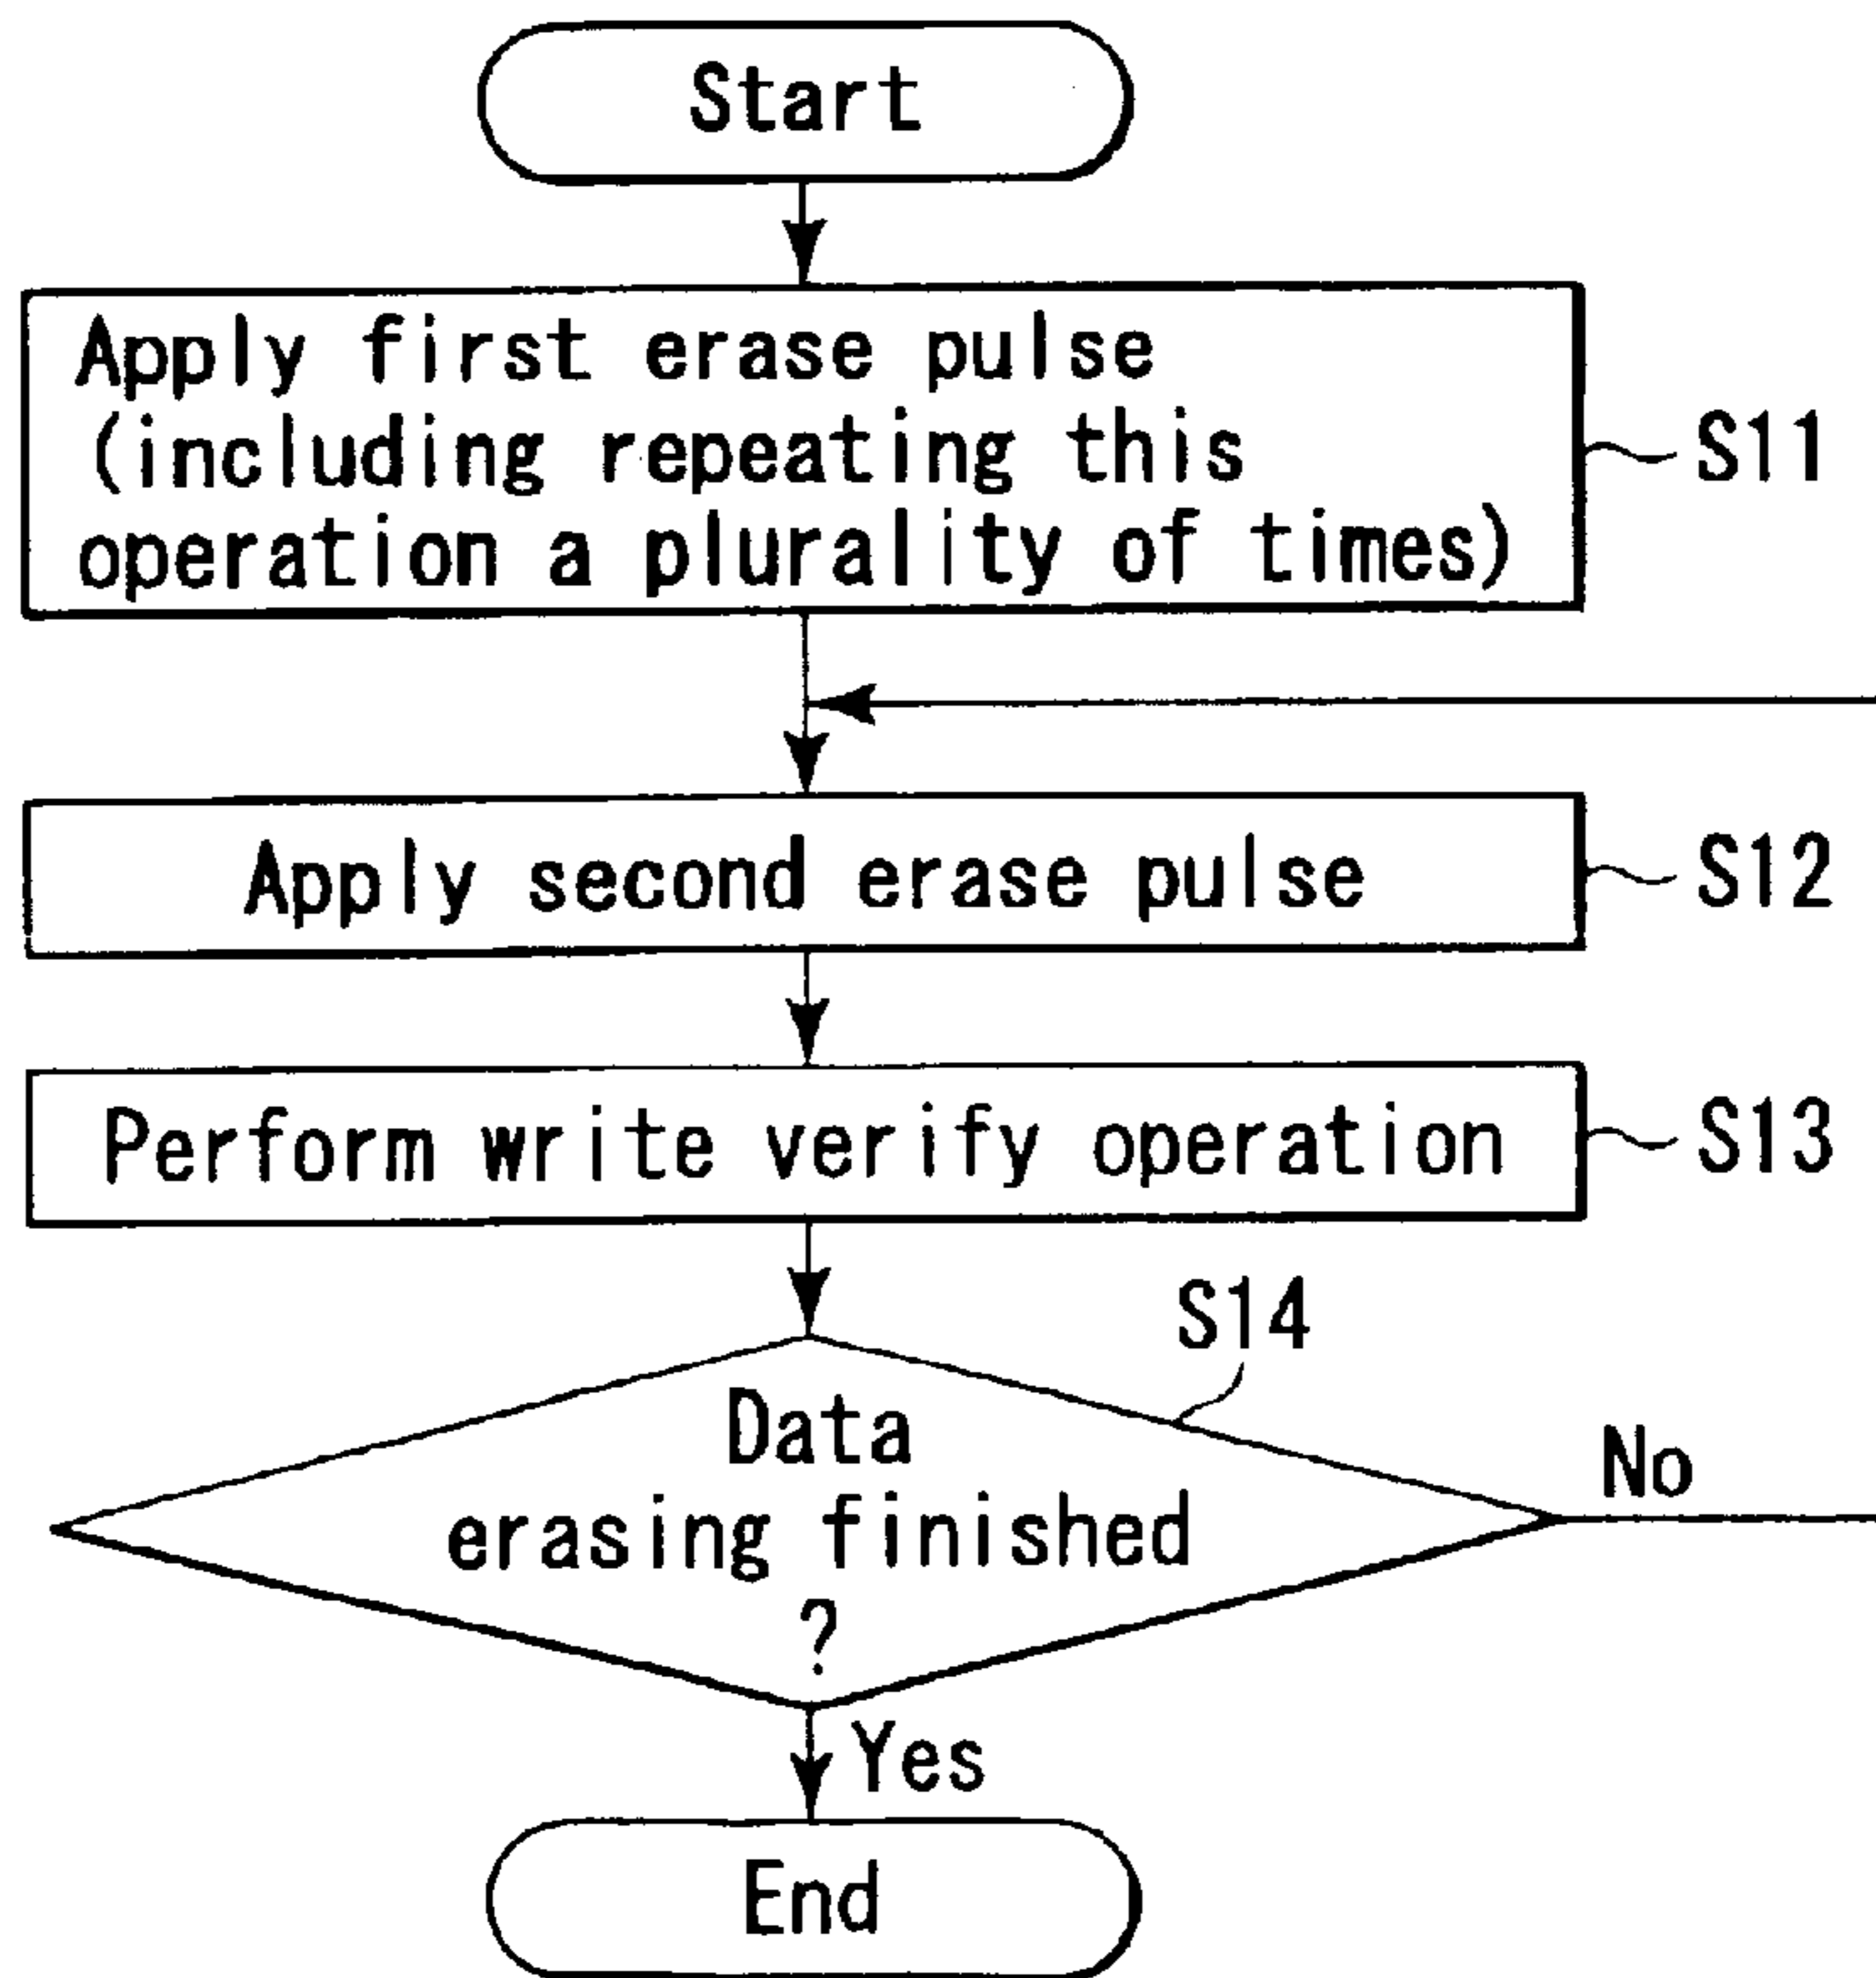 Start
Apply first erase pulse
(including repeating this
operation a plurality of times)
S11
Apply second erase pulse
S12
Perform write verify operation
S13
S14
Data
erasing finished
?
No
Yes
End